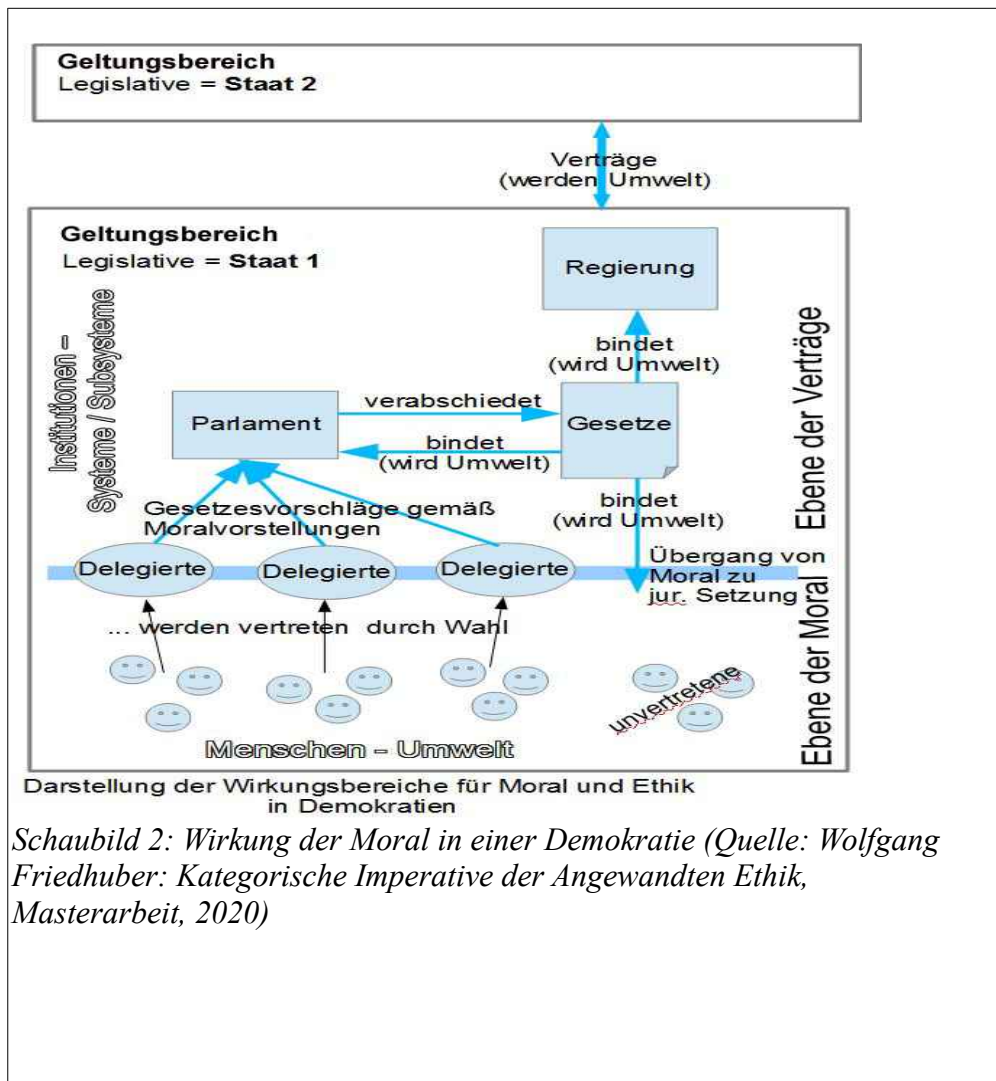 Geltungsbereich
Legislative = Staat 2
Verträge
(werden Umwelt)
Geltungsbereich
Legislative = Staat 1
Regierung
Institutionen –
Systeme / Subsysteme
bindet
(wird Umwelt)
Ebene der Verträge
Parlament
verabschiedet
Gesetze
bindet
(wird Umwelt)
bindet
(wird Umwelt)
Gesetzesvorschläge gemäß
Moralvorstellungen
Delegierte
Delegierte
Delegierte
Übergang von
Moral zu
jur. Setzung
Ebene der Moral
... werden vertreten durch Wahl
unvertretene
Menschen - Umwelt
Darstellung der Wirkungsbereiche für Moral und Ethik
in Demokratien
Schaubild 2: Wirkung der Moral in einer Demokratie (Quelle: Wolfgang
Friedhuber: Kategorische Imperative der Angewandten Ethik,
Masterarbeit, 2020)